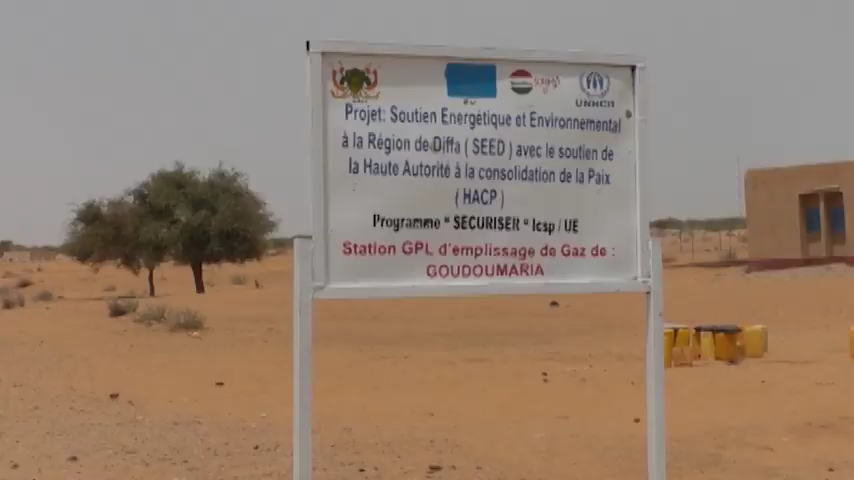 UNHCR
Projet: Soutien Energétique et Environnemental
à la Région de Diffa ( SEED ) avec le soutien de
la Haute Autorité à la consolidation de la Paix
( HACP )
Programme " SECURISER " Icsp / UE
Station GPL d'emplissage de Gaz de :
GOUDOUMARIA